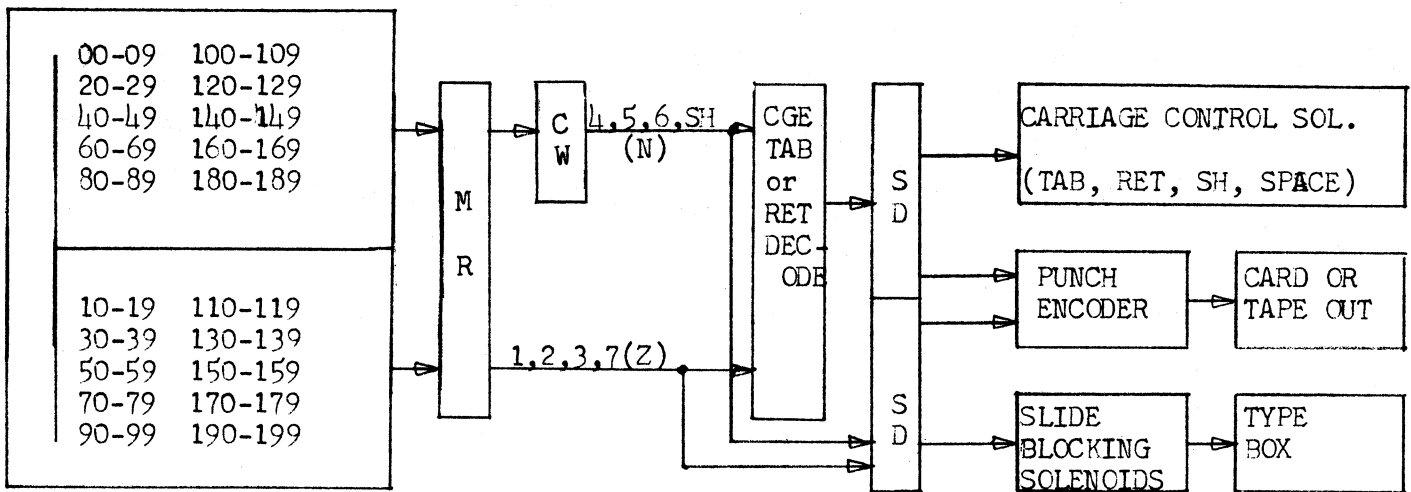 00-09 100-109
20-29 120-129
40-49 140-149
60-69 160-169
80-89 180-189
10-19 110-119
30-39 130-139
50-59 150-159
70-79 170-179
90-99 190-199
M
R
C
W
4,5,6,SH
(N)
1,2,3,7(Z)
CGE
TAB
or
RET
DEC-
ODE
S
D
S
D
CARRIAGE CONTROL SOL.
(TAB, RET, SH, SPACE)
PUNCH
ENCODER
CARD OR
TAPE OUT
SLIDE
BLOCKING
SOLENOIDS
TYPE
BOX